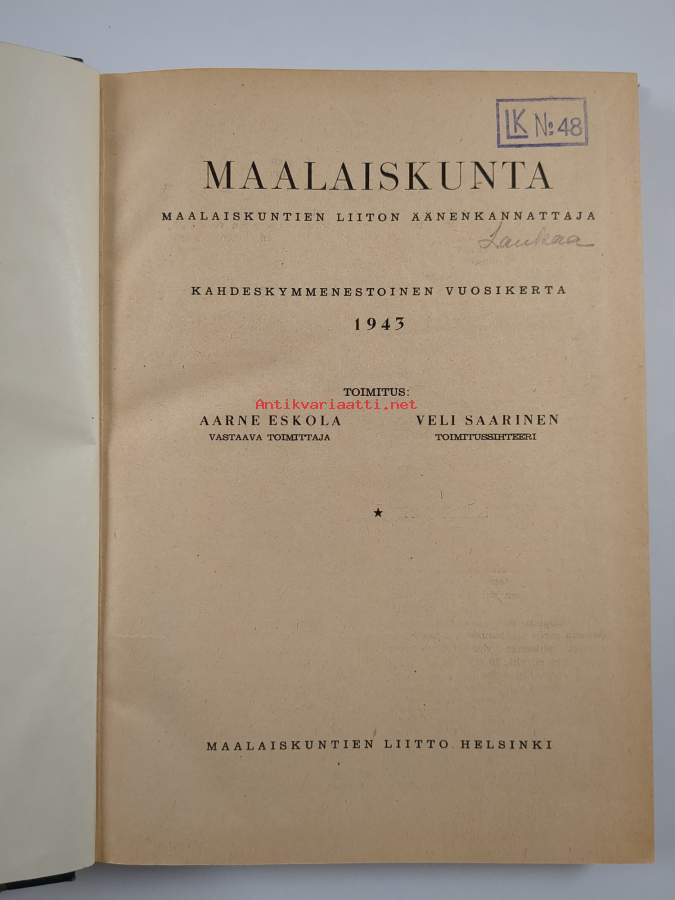 LK No 48
MAALAISKUNTA
MAALAISKUNTIEN LIITON ÄÄNENKANNATTAJA
Laukaa
KAHDESKYMMENESTOINEN VUOSIKERTA
1943
TOIMITUS:
Antikvariaatti.net
AARNE ESKOLA VELI SAARINEN
VASTAAVA TOIMITTAJA TOIMITUSSIHTEERI
MAALAISKUNTIEN LIITTO HELSINKI